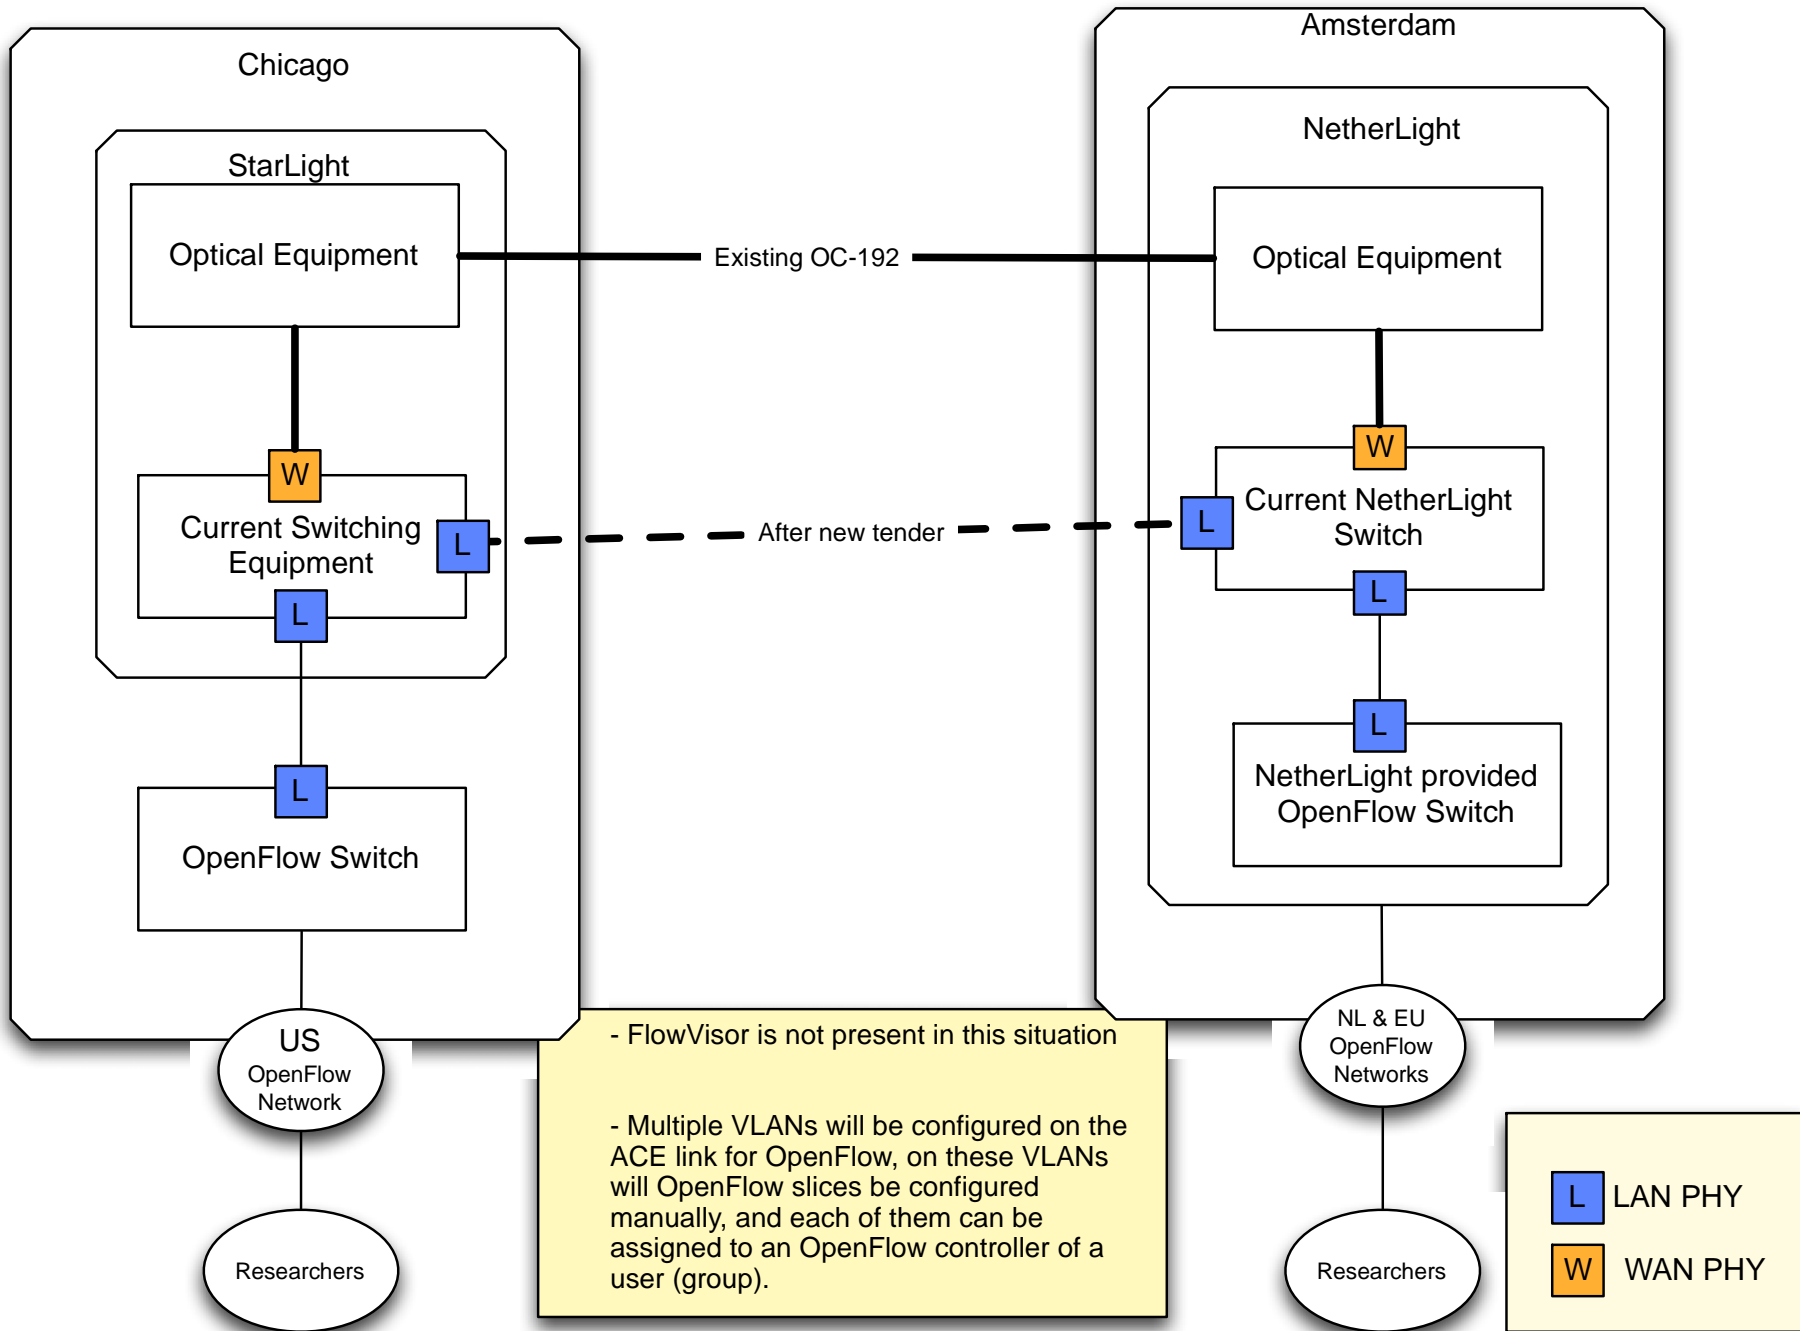 Chicago
StarLight
Optical Equipment
W
Current Switching
Equipment
L
L
L
OpenFlow Switch
US
OpenFlow
Network
Researchers
Existing OC-192
After new tender
Amsterdam
NetherLight
Optical Equipment
W
Current NetherLight
Switch
L
L
L
NetherLight provided
OpenFlow Switch
NL & EU
OpenFlow
Networks
Researchers
- FlowVisor is not present in this situation
- Multiple VLANs will be configured on the
ACE link for OpenFlow, on these VLANs
will OpenFlow slices be configured
manually, and each of them can be
assigned to an OpenFlow controller of a
user (group).
L LAN PHY
W WAN PHY